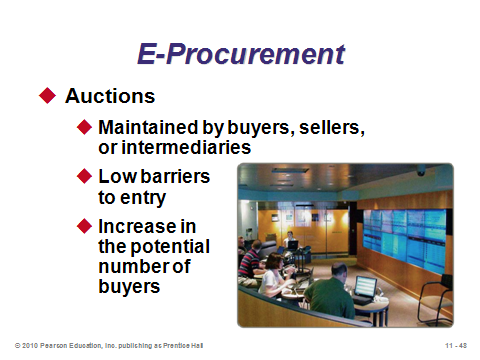 E-Procurement
Auctions
Maintained by buyers, sellers,
or intermediaries
Low barriers
to entry
Increase in
the potential
number of
buyers
© 2010 Pearson Education, Inc. publishing as Prentice Hall
11 - 48